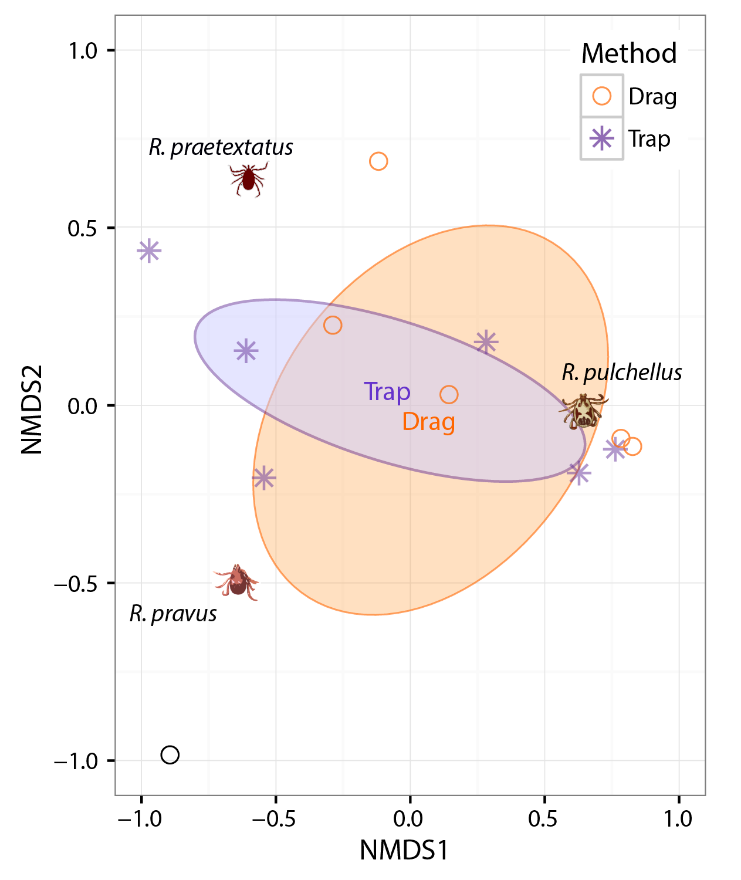 Method
Drag
Trap
R. praetextatus
R. pulchellus
Trap
Drag
R. pravus
1.0
0.5
0.0
−0.5
−1.0
NMDS2
−1.0
−0.5
0.0
0.5
1.0
NMDS1